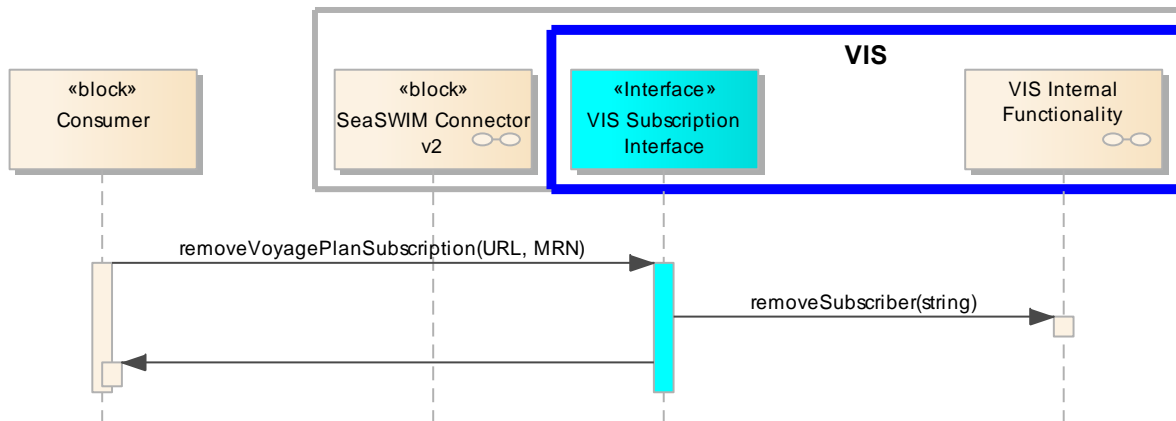 VIS
«block»
Consumer
«block»
SeaSWIM Connector
v2
«Interface»
VIS Subscription
Interface
VIS Internal
Functionality
removeVoyagePlanSubscription(URL, MRN)
removeSubscriber(string)